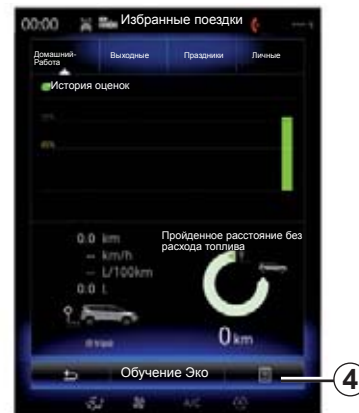 00:00 Избранные поездки
Домашний-
Работа
Выходные
Праздники
Личные
История оценок
0.0 km
-- km/h
-- L/100km
0.0 L
Пройденное расстояние без
расхода топлива
0 km
Обучение Эко
A/C
4